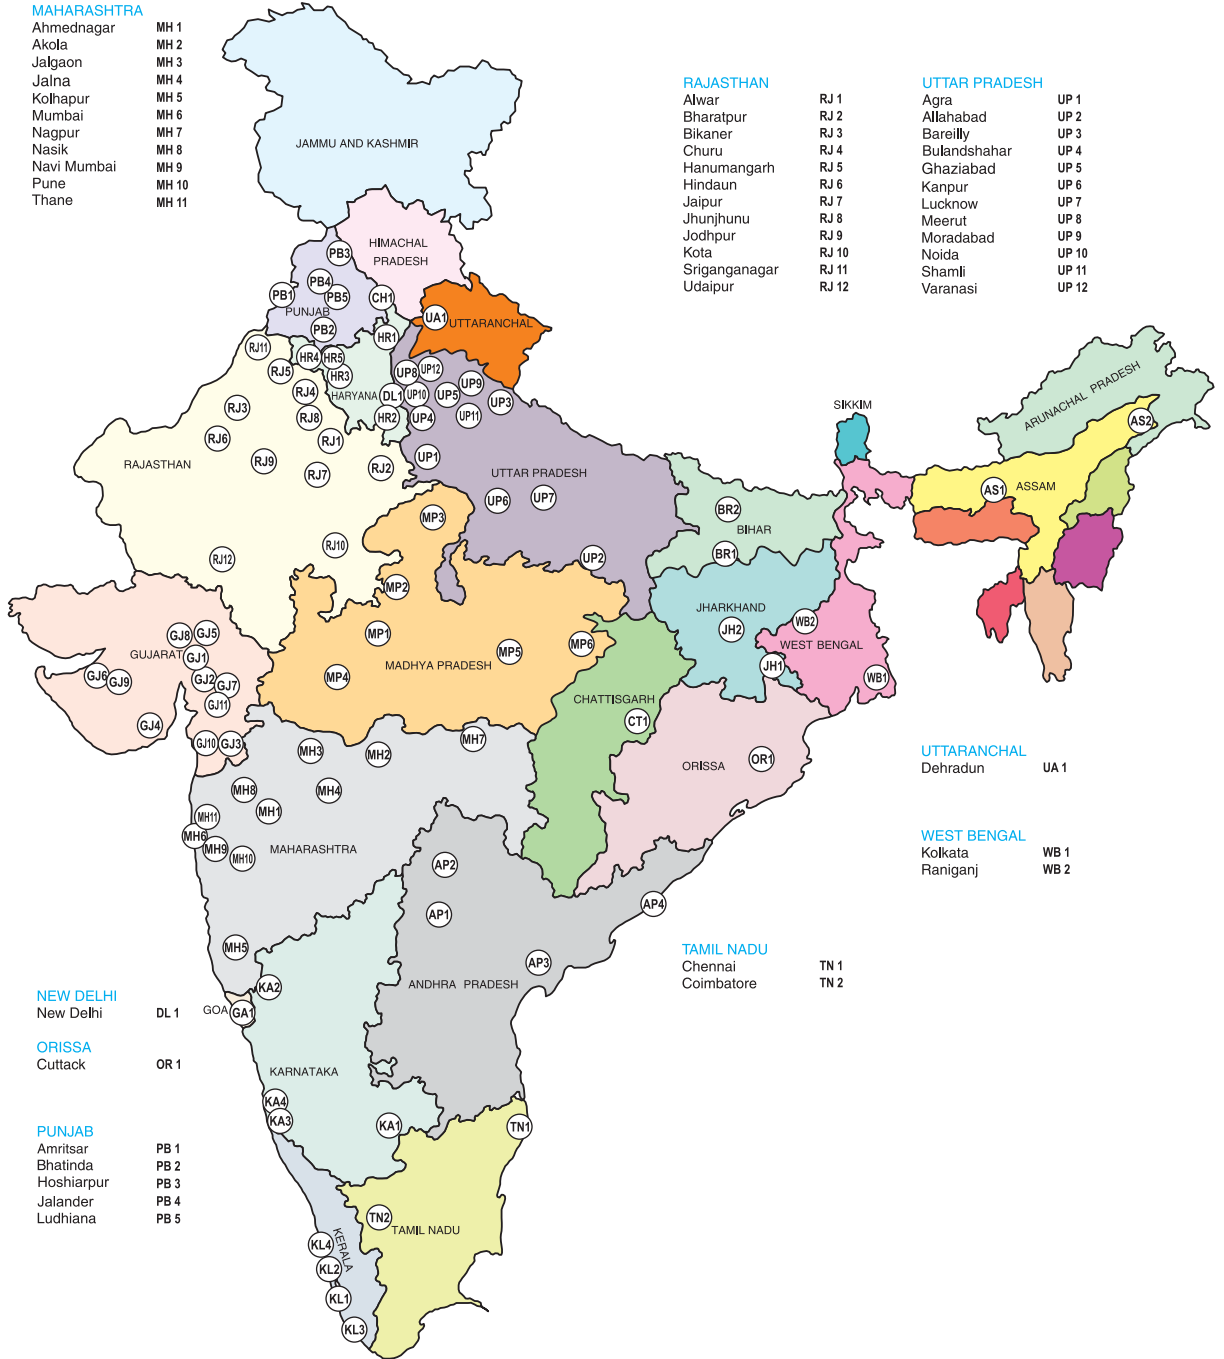 MAHARASHTRA
Ahmednagar MH 1
Akola MH 2
Jalgaon MH 3
Jalna MH 4
Kolhapur MH 5
Mumbai MH 6
Nagpur MH 7
Nasik MH 8
Navi Mumbai MH 9
Pune MH 10
Thane MH 11
RAJASTHAN
Alwar RJ 1
Bharatpur RJ 2
Bikaner RJ 3
Churu RJ 4
Hanumangarh RJ 5
Hindaun RJ 6
Jaipur RJ 7
Jhunjhunu RJ 8
Jodhpur RJ 9
Kota RJ 10
Sriganganagar RJ 11
Udaipur RJ 12
UTTAR PRADESH
Agra UP 1
Allahabad UP 2
Bareilly UP 3
Bulandshahar UP 4
Ghaziabad UP 5
Kanpur UP 6
Lucknow UP 7
Meerut UP 8
Moradabad UP 9
Noida UP 10
Shamli UP 11
Varanasi UP 12
JAMMU AND KASHMIR
HIMACHAL
PRADESH
PB3
PB4
PB1
PB5
CH1
PUNJAB
PB2
UA1
UTTARANCHAL
HR1
RJ11
HR4
HR5
HR3
RJ5
UP8
UP12
UP9
RJ4
HARYANA
DL1
UP10
UP5
UP3
RJ3
RJ8
HR2
UP4
UP11
RJ6
RJ1
RAJASTHAN
RJ9
RJ7
RJ2
UP1
UTTAR PRADESH
UP6
UP7
MP3
SIKKIM
ARUNACHAL PRADESH
AS2
AS1
ASSAM
BR2
BIHAR
BR1
RJ12
RJ10
UP2
MP2
JHARKHAND
GJ8
GJ5
MP1
MP6
JH2
WB2
WEST BENGAL
GUJARAT
GJ1
MP5
MADHYA PRADESH
JH1
GJ6
GJ9
GJ2
GJ7
MP4
WB1
CHATTISGARH
GJ11
GJ4
CT1
GJ10
GJ3
MH3
MH2
MH7
ORISSA
OR1
MH8
MH4
MH1
MH11
MH6
MH9
MH10
MAHARASHTRA
AP2
AP1
AP4
MH5
AP3
KA2
ANDHRA PRADESH
GOA
GA1
KARNATAKA
KA4
KA3
KA1
TN1
TN2
TAMIL NADU
KERALA
KL4
KL2
KL1
KL3
UTTARANCHAL
Dehradun UA 1
WEST BENGAL
Kolkata WB 1
Raniganj WB 2
TAMIL NADU
Chennai TN 1
Coimbatore TN 2
NEW DELHI
New Delhi DL 1
ORISSA
Cuttack OR 1
PUNJAB
Amritsar PB 1
Bhatinda PB 2
Hoshiarpur PB 3
Jalander PB 4
Ludhiana PB 5